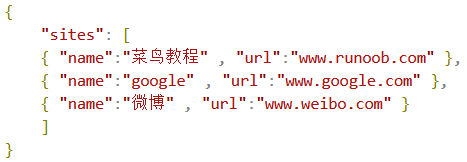 {
    "sites": [
    { "name":"菜鸟教程" , "url":"www.runoob.com" },
    { "name":"google" , "url":"www.google.com" },
    { "name":"微博" , "url":"www.weibo.com" }
    ]
}